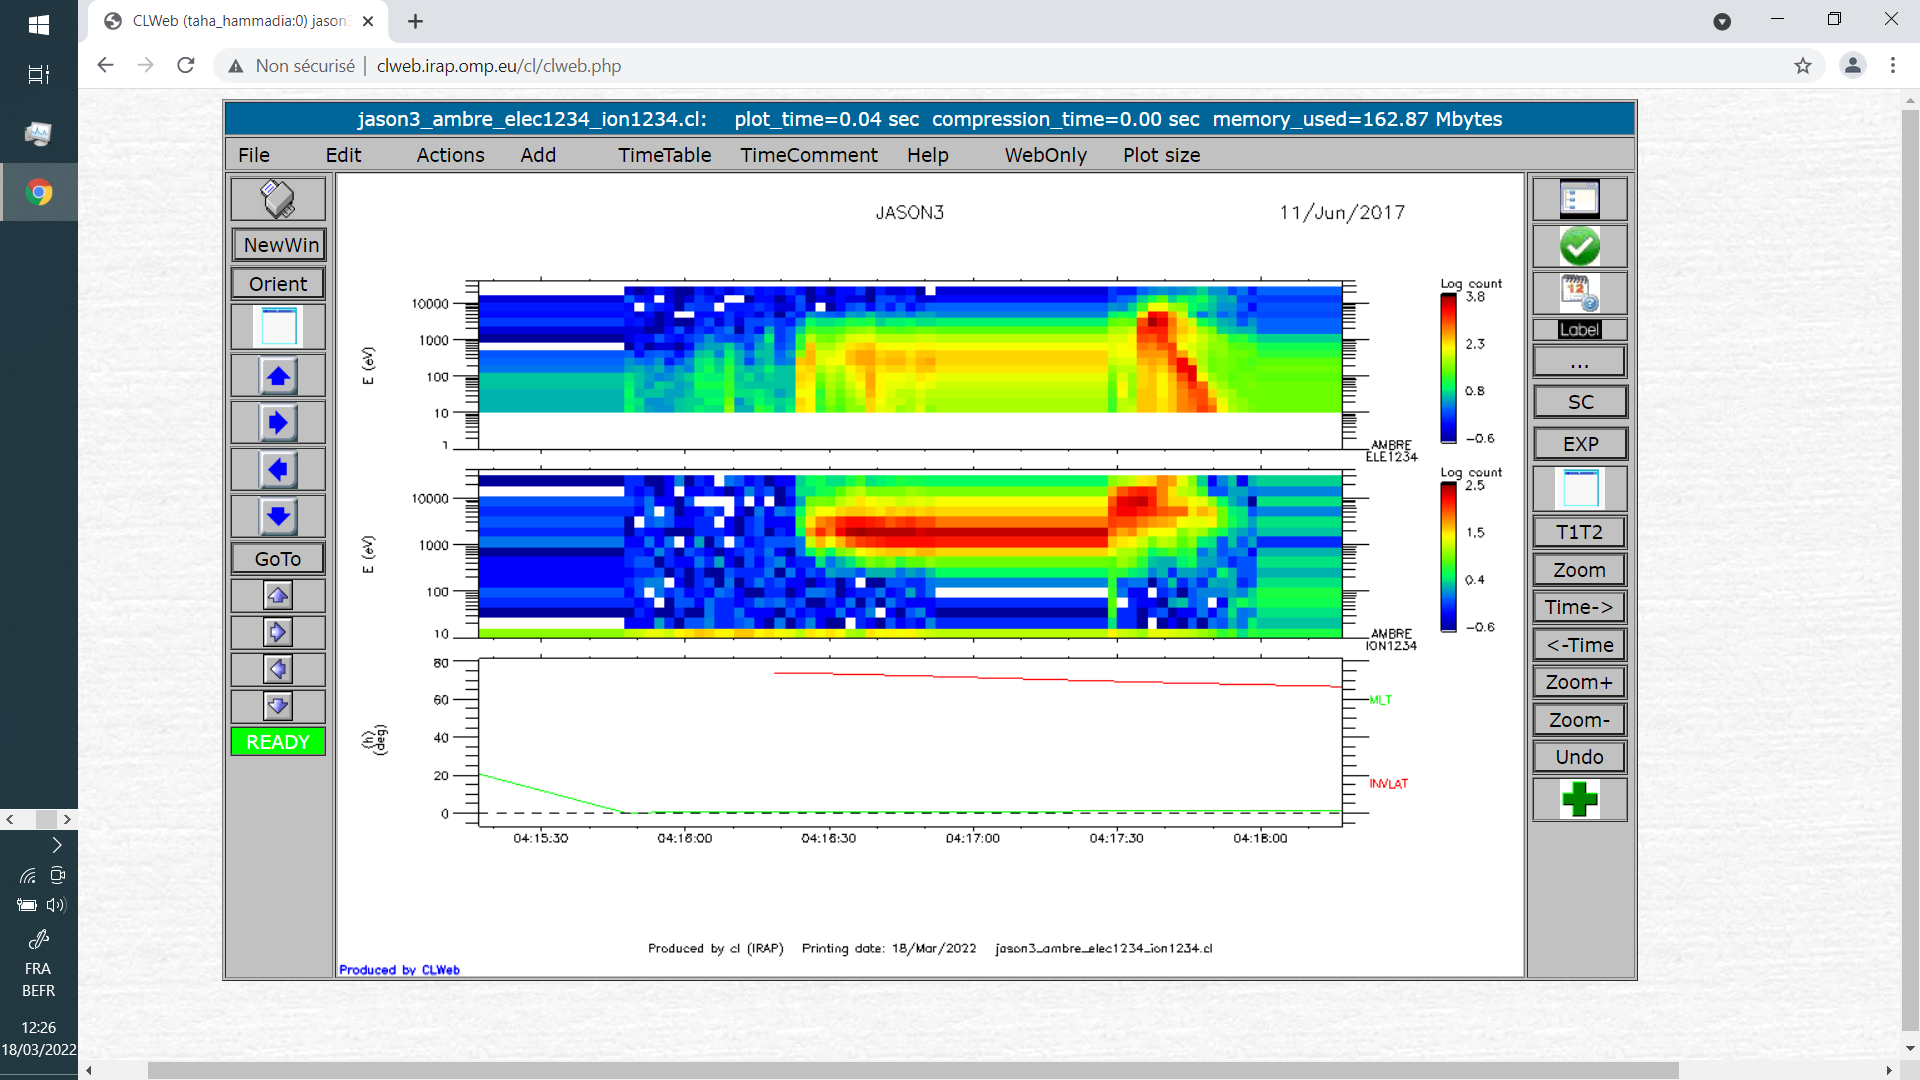 CLWeb (taha_hammadia:0) jason3
Non sécurisé | clweb.irap.omp.eu/cl/clweb.php
jason3_ambre_elec1234_ion1234.cl: plot_time=0.04 sec compression_time=0.00 sec memory_used=162.87 Mbytes
File Edit Actions Add TimeTable TimeComment Help WebOnly Plot size
NewWin
Orient
GoTo
READY
JASON3
11/Jun/2017
10000
1000
100
10
1
E (eV)
Log count
3.8
2.3
0.8
-0.6
AMBRE
ELE1234
10000
1000
100
10
E (eV)
Log count
2.5
1.5
0.4
-0.6
AMBRE
ION1234
80
60
40
20
0
(h)
(deg)
MLT
INVLAT
04:15:30 04:16:00 04:16:30 04:17:00 04:17:30 04:18:00
Produced by cl (IRAP) Printing date: 18/Mar/2022 jason3_ambre_elec1234_ion1234.cl
Produced by CLWeb
12
Label
...
SC
EXP
T1T2
Zoom
Time->
<-Time
Zoom+
Zoom-
Undo
FRA
BEFR
12:26
18/03/2022